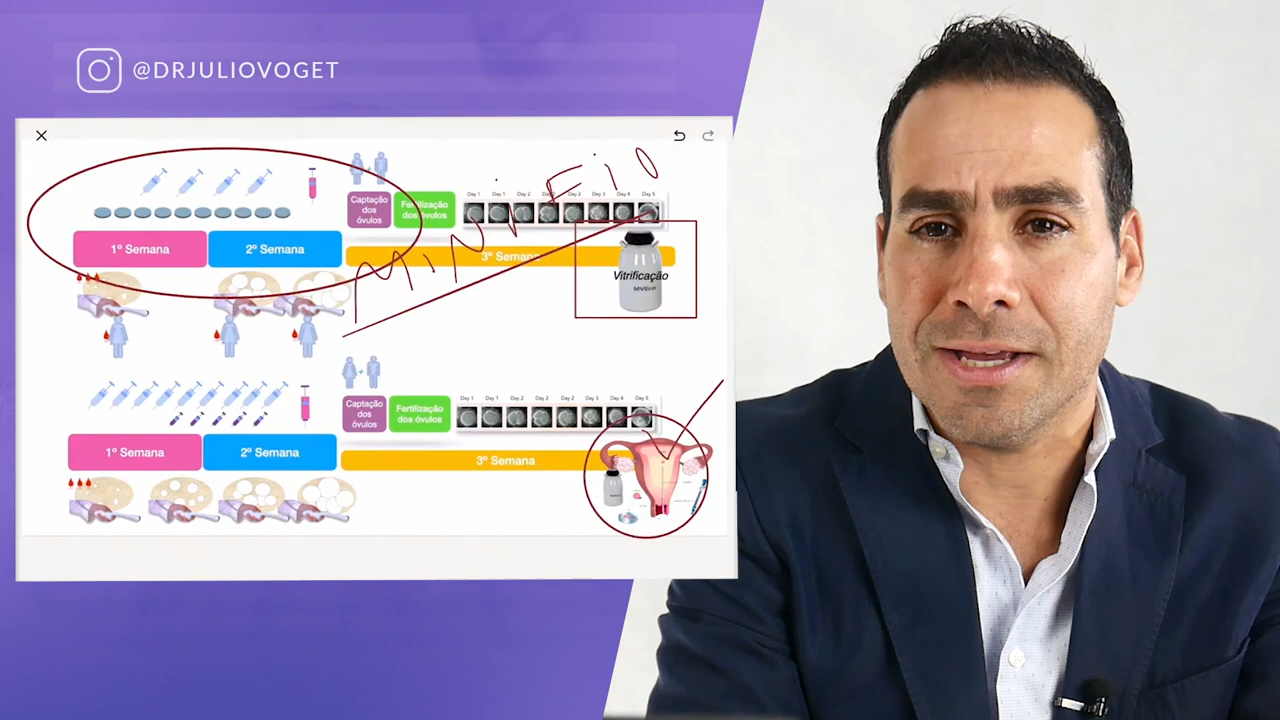 @DRJULIOVOGET
MINI FIO
Day 1 Day 1 Day 2 Day 2 Day 2 Day 3 Day 4 Day 5
Captação dos óvulos
Fertilização dos óvulos
1º Semana
2º Semana
3º Semana
Vitrificação
Day 1 Day 1 Day 2 Day 2 Day 2 Day 3 Day 4 Day 5
Captação dos óvulos
Fertilização dos óvulos
1º Semana
2º Semana
3º Semana